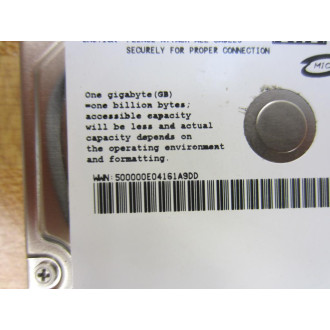 SECURELY FOR PROPER CONNECTION
One gigabyte(GB)
=one billion bytes;
accessible capacity
will be less and actual
capacity depends on
the operating environment
and formatting.
WWN:500000E04161A9DD